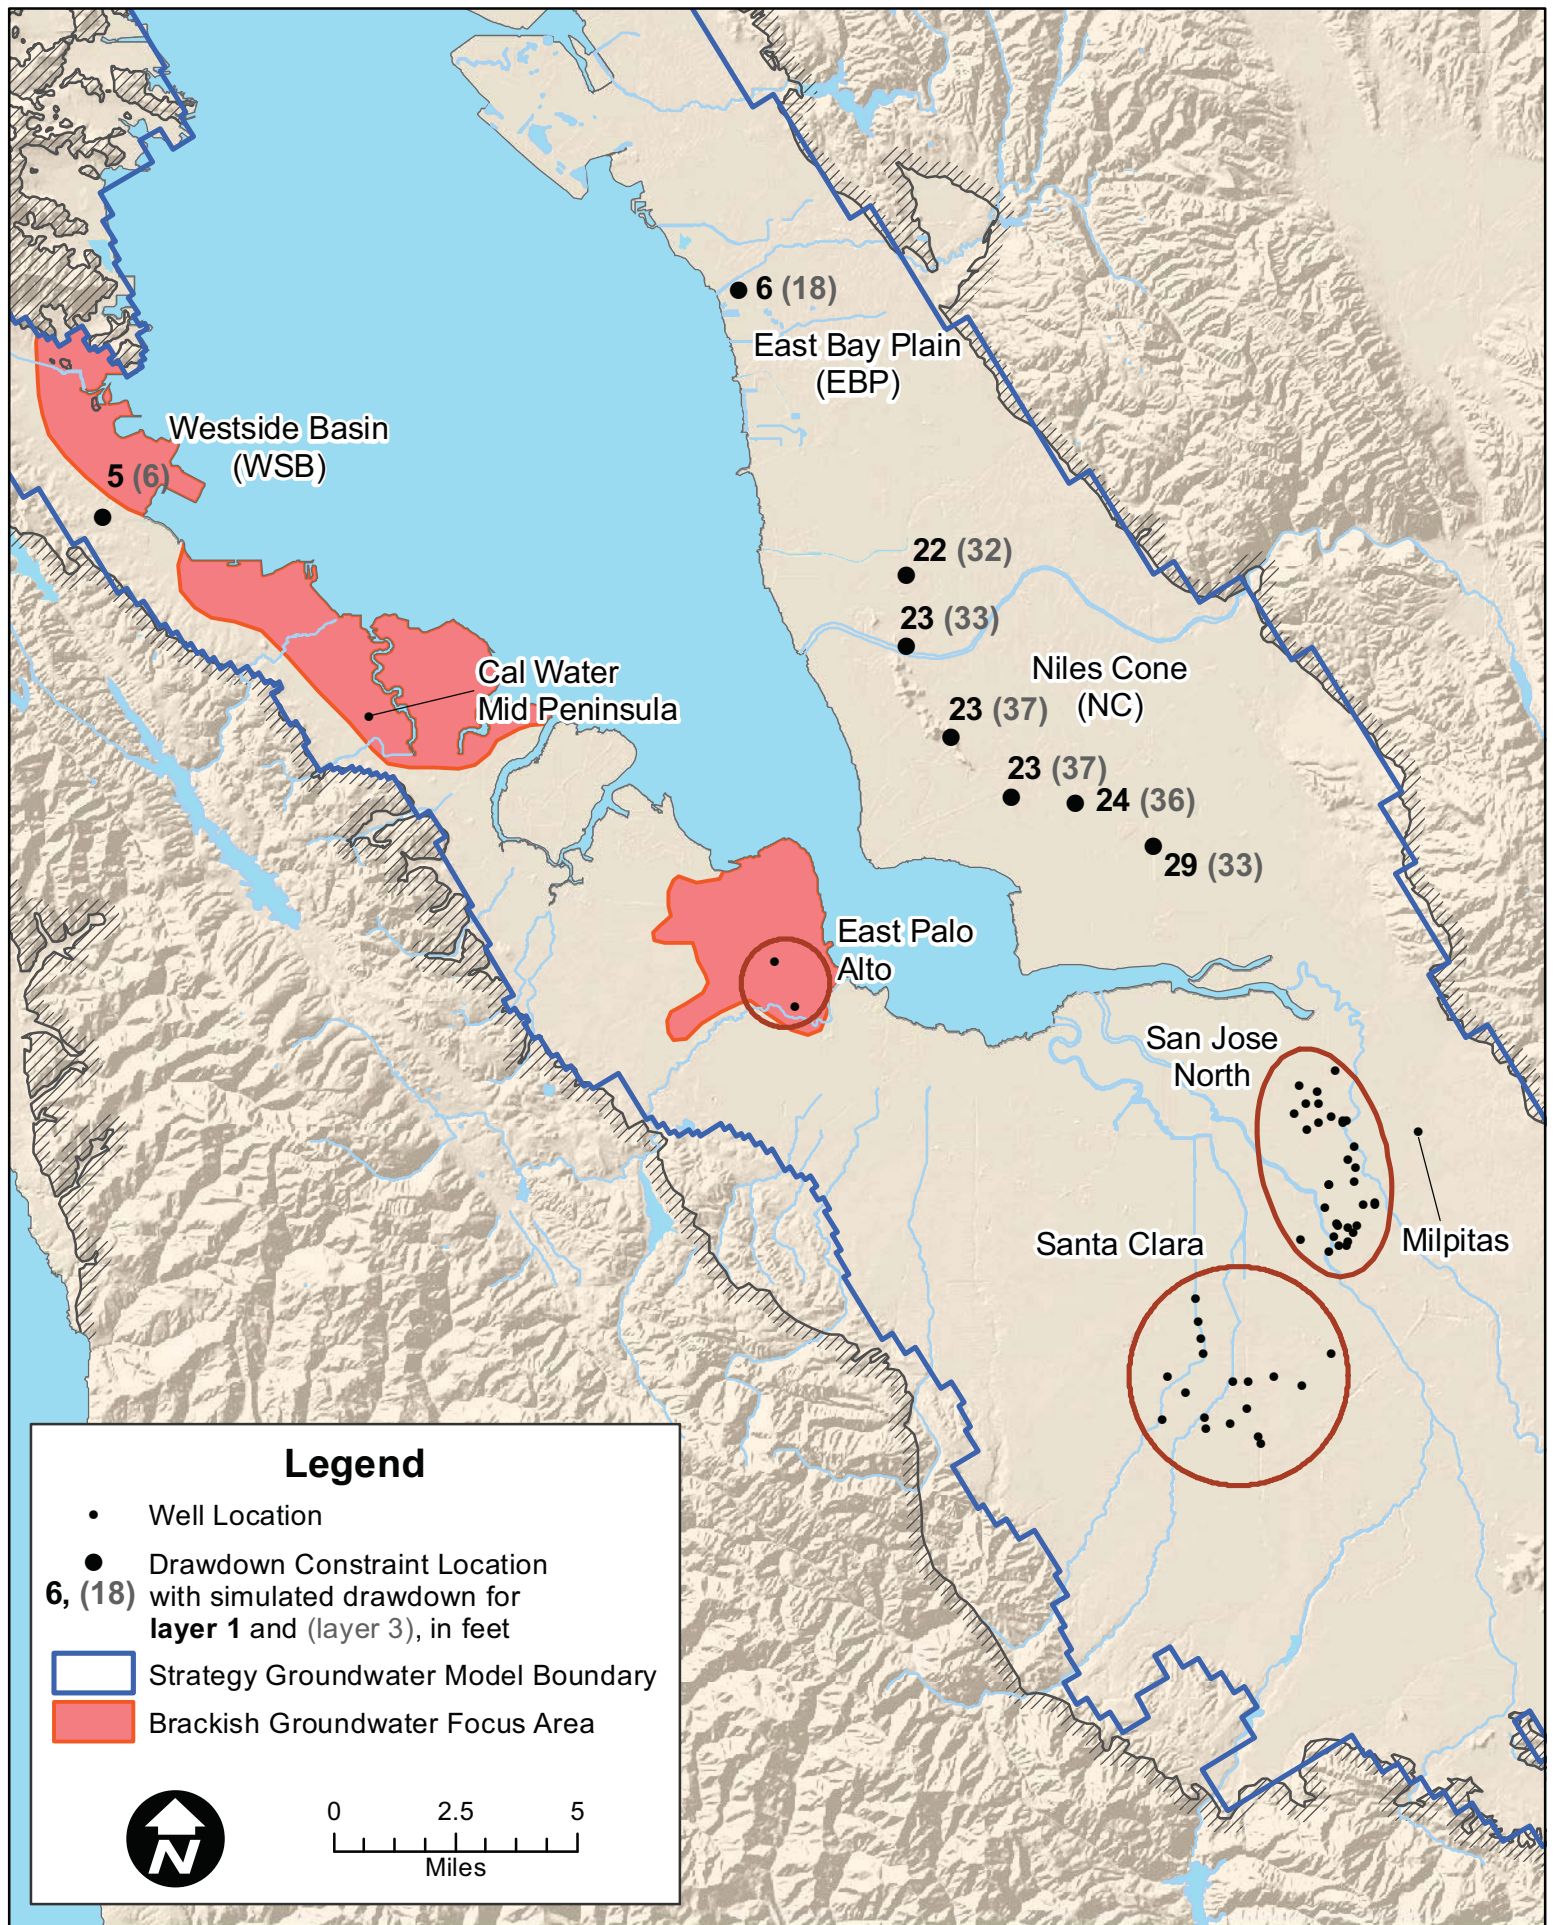 6 (18)
East Bay Plain
(EBP)
Westside Basin
(WSB)
5 (6)
22 (32)
23 (33)
Niles Cone
(NC)
23 (37)
Cal Water
Mid Peninsula
23 (37)
24 (36)
29 (33)
East Palo
Alto
San Jose
North
Santa Clara
Milpitas
Legend
Well Location
Drawdown Constraint Location
6, (18) with simulated drawdown for
layer 1 and (layer 3), in feet
Strategy Groundwater Model Boundary
Brackish Groundwater Focus Area
N
0 2.5 5
Miles